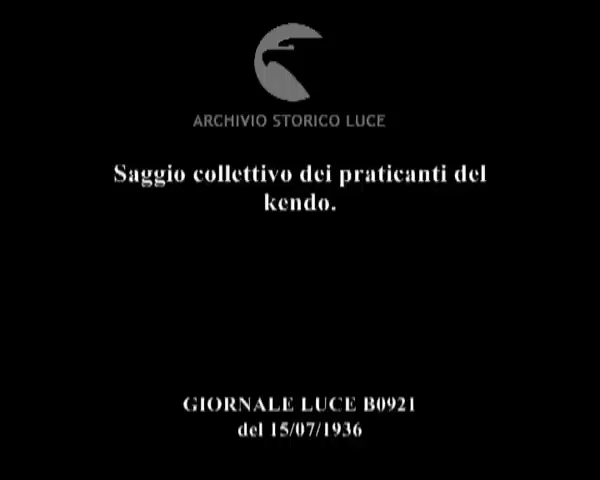 ARCHIVIO STORICO LUCE
Saggio collettivo dei praticanti del
kendo.
GIORNALE LUCE B0921
del 15/07/1936